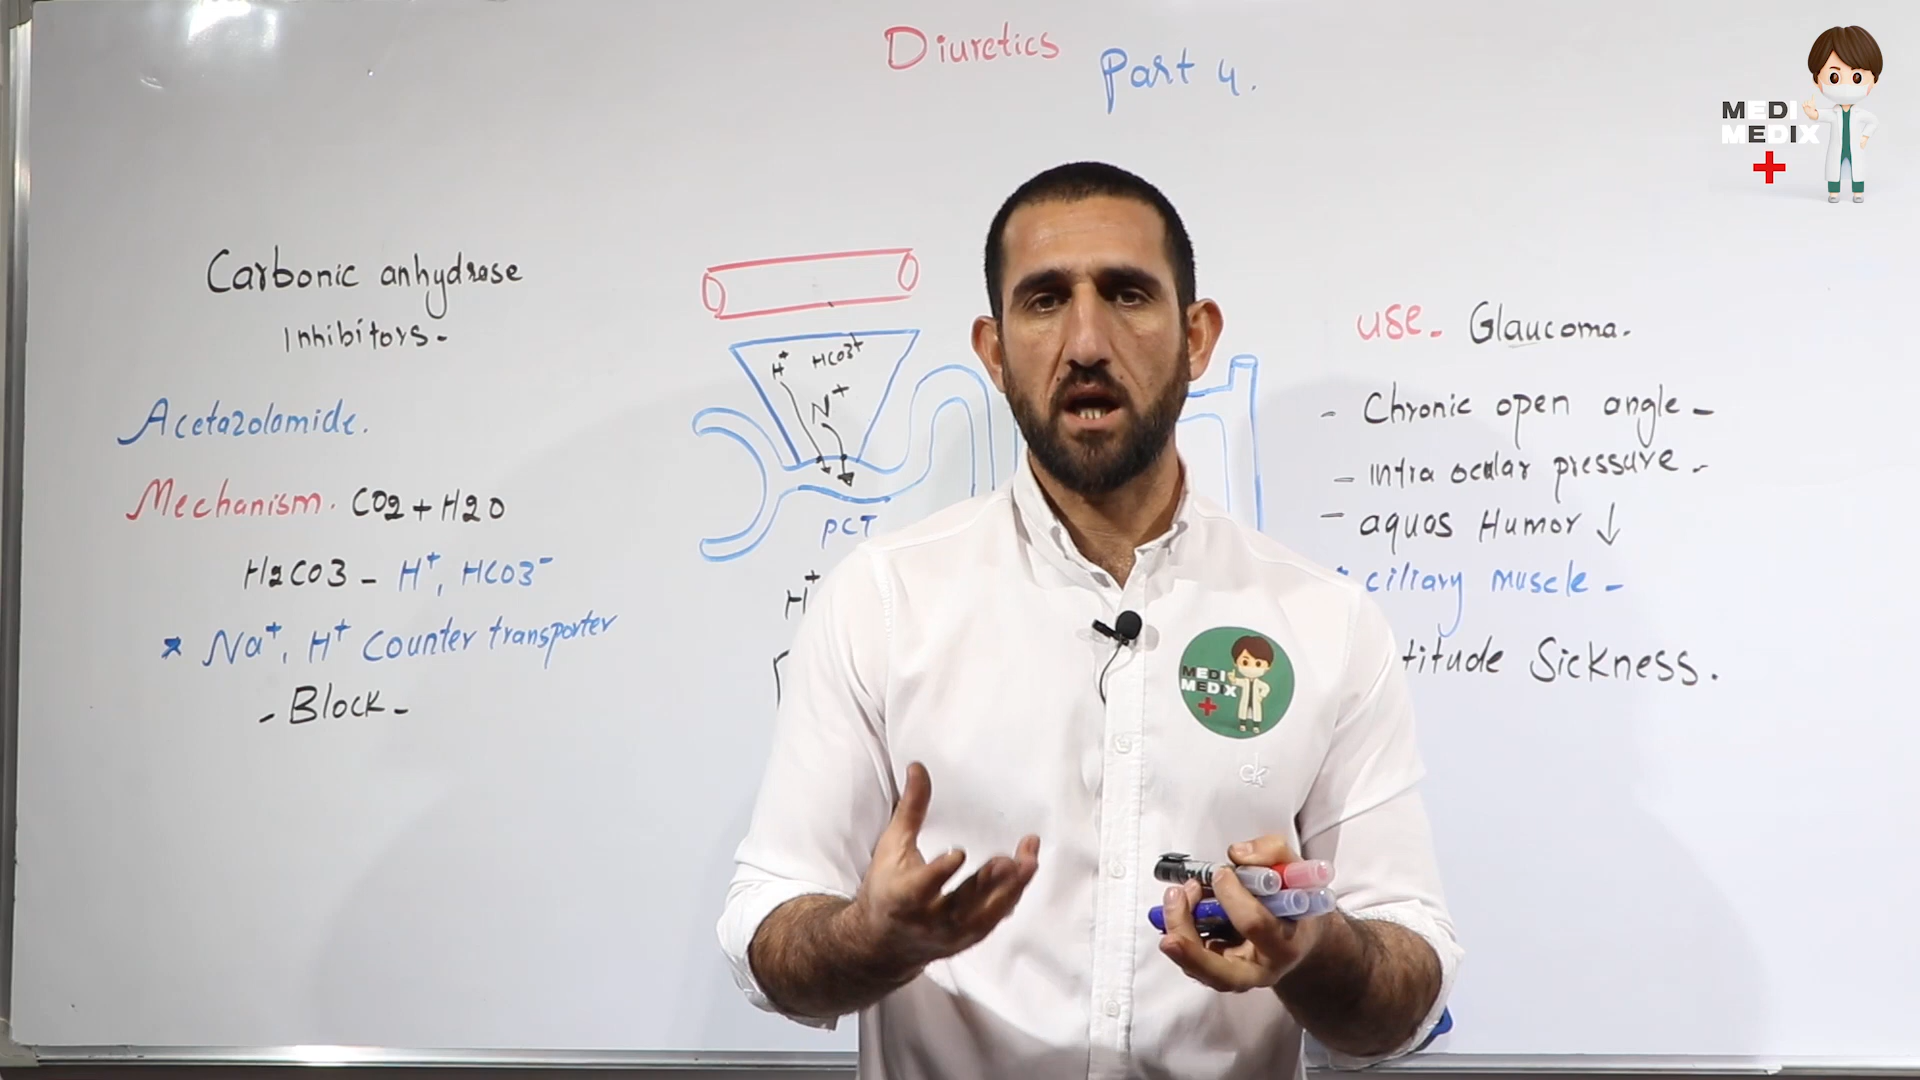 Diuretics
Part 4.
MEDI
MEDIX
Carbonic anhydrase
Inhibitors-
Acetazolamide.
Mechanism. CO2 + H2O
H2CO3 - H+, HCO3-
* Na+, H+ Counter transporter
- Block -
H+ HCO3+
N+
PCT
H+
use- Glaucoma.
- Chronic open angle -
- Intra ocular pressure -
- aquos Humor ↓
* ciliary muscle -
titude Sickness.
MEDI
MEDIX
ck